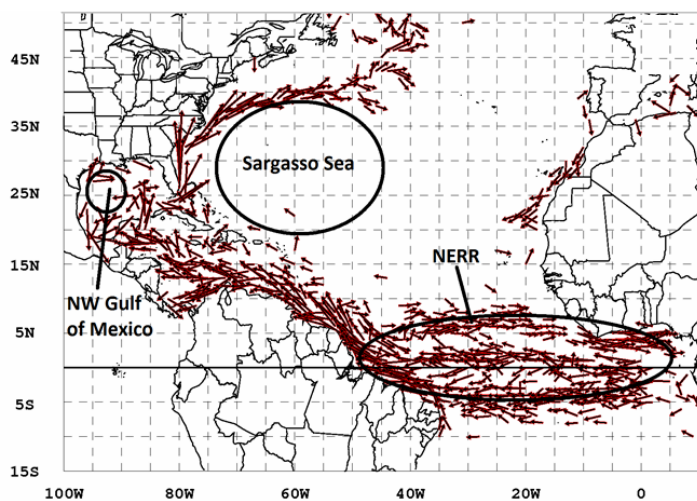 45N
35N
Sargasso Sea
25N
15N
NERR
NW Gulf
of Mexico
5N
5S
15S
100W
80W
60W
40W
20W
0